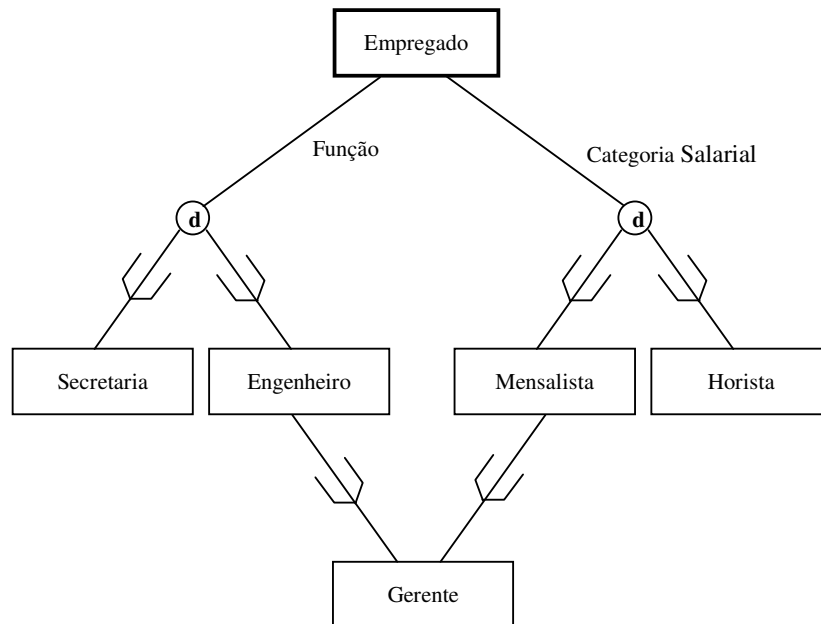 Empregado
Função
Categoria Salarial
d
d
Secretaria
Engenheiro
Mensalista
Horista
Gerente